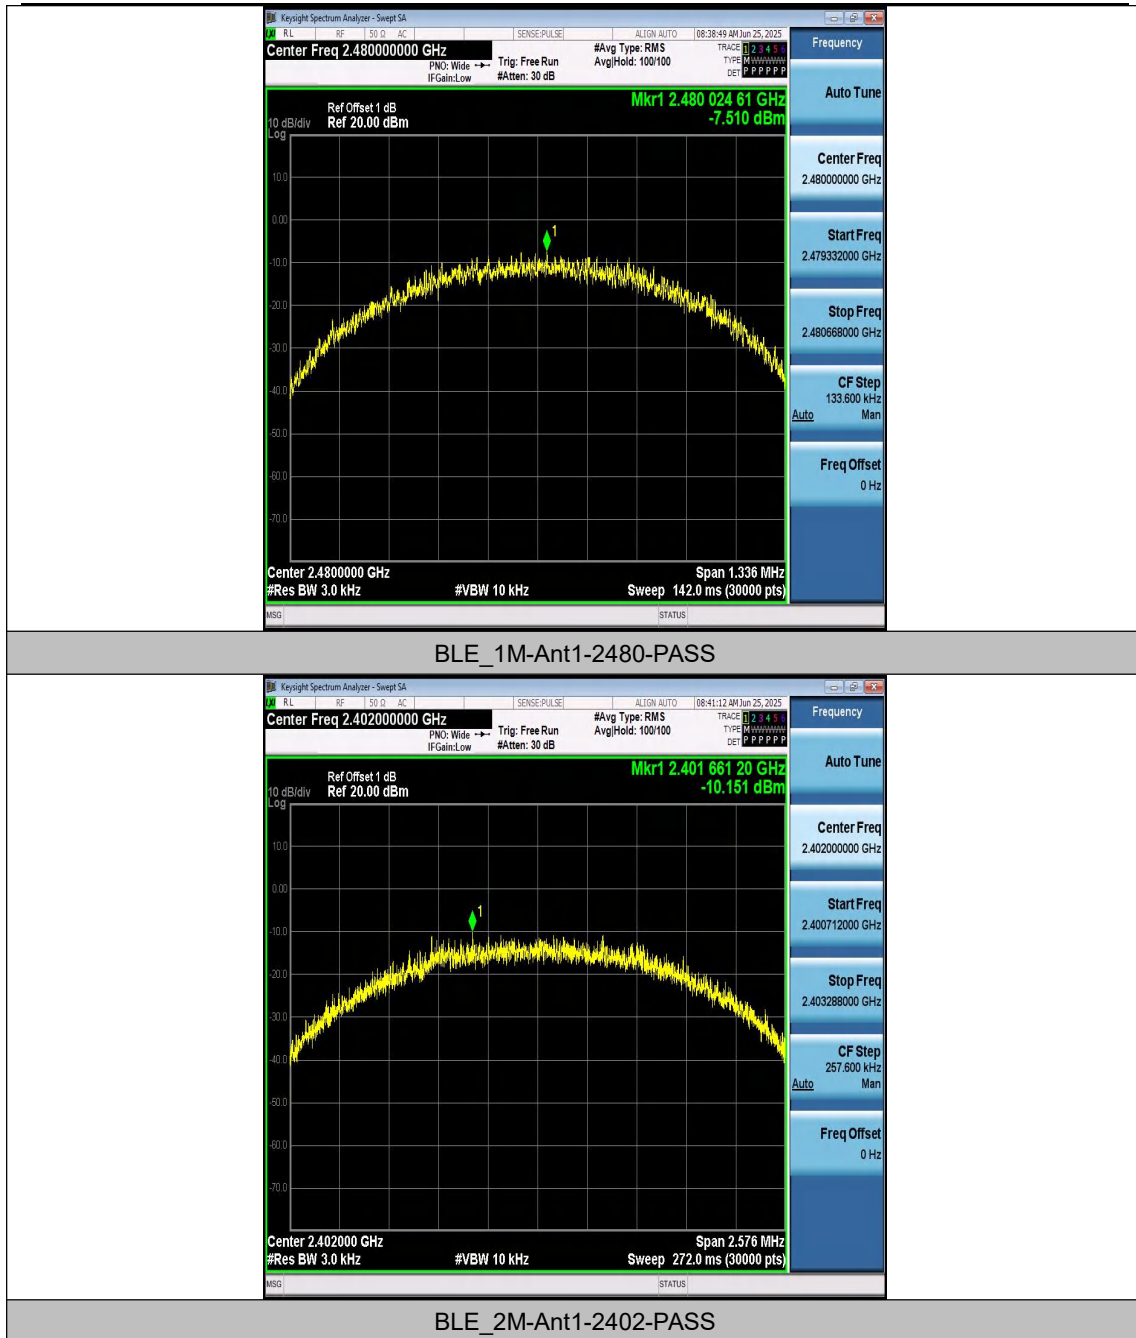 Keysight Spectrum Analyzer - Swept SA
RL RF 50 Ω AC SENSE:PULSE ALIGN AUTO 08:38:49 AM Jun 25, 2025
Center Freq 2.480000000 GHz
PNO: Wide
IFGain:Low
Trig: Free Run
#Atten: 30 dB
#Avg Type: RMS
Avg|Hold: 100/100
TRACE 1 2 3 4 5 6
TYPE M WWWWW
DET P P P P P P
Frequency
Auto Tune
Center Freq
2.480000000 GHz
Start Freq
2.479332000 GHz
Stop Freq
2.480668000 GHz
CF Step
133.600 kHz
Auto Man
Freq Offset
0 Hz
Mkr1 2.480 024 61 GHz
-7.510 dBm
Ref Offset 1 dB
10 dB/div Ref 20.00 dBm
Log
10.0
0.00
1
-10.0
-20.0
-30.0
-40.0
-50.0
-60.0
-70.0
Center 2.4800000 GHz Span 1.336 MHz
#Res BW 3.0 kHz #VBW 10 kHz Sweep 142.0 ms (30000 pts)
MSG STATUS
BLE_1M-Ant1-2480-PASS
Keysight Spectrum Analyzer - Swept SA
RL RF 50 Ω AC SENSE:PULSE ALIGN AUTO 08:41:12 AM Jun 25, 2025
Center Freq 2.402000000 GHz
PNO: Wide
IFGain:Low
Trig: Free Run
#Atten: 30 dB
#Avg Type: RMS
Avg|Hold: 100/100
TRACE 1 2 3 4 5 6
TYPE M WWWWW
DET P P P P P P
Frequency
Auto Tune
Center Freq
2.402000000 GHz
Start Freq
2.400712000 GHz
Stop Freq
2.403288000 GHz
CF Step
257.600 kHz
Auto Man
Freq Offset
0 Hz
Mkr1 2.401 661 20 GHz
-10.151 dBm
Ref Offset 1 dB
10 dB/div Ref 20.00 dBm
Log
10.0
0.00
1
-10.0
-20.0
-30.0
-40.0
-50.0
-60.0
-70.0
Center 2.402000 GHz Span 2.576 MHz
#Res BW 3.0 kHz #VBW 10 kHz Sweep 272.0 ms (30000 pts)
MSG STATUS
BLE_2M-Ant1-2402-PASS